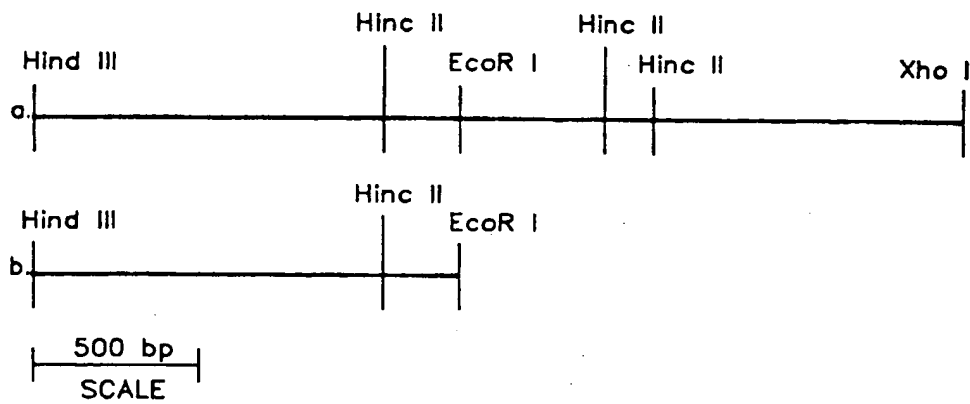 Hinc II Hinc II
Hind III EcoR I Hinc II Xho I
a.
Hinc II
Hind III EcoR I
b.
500 bp
SCALE